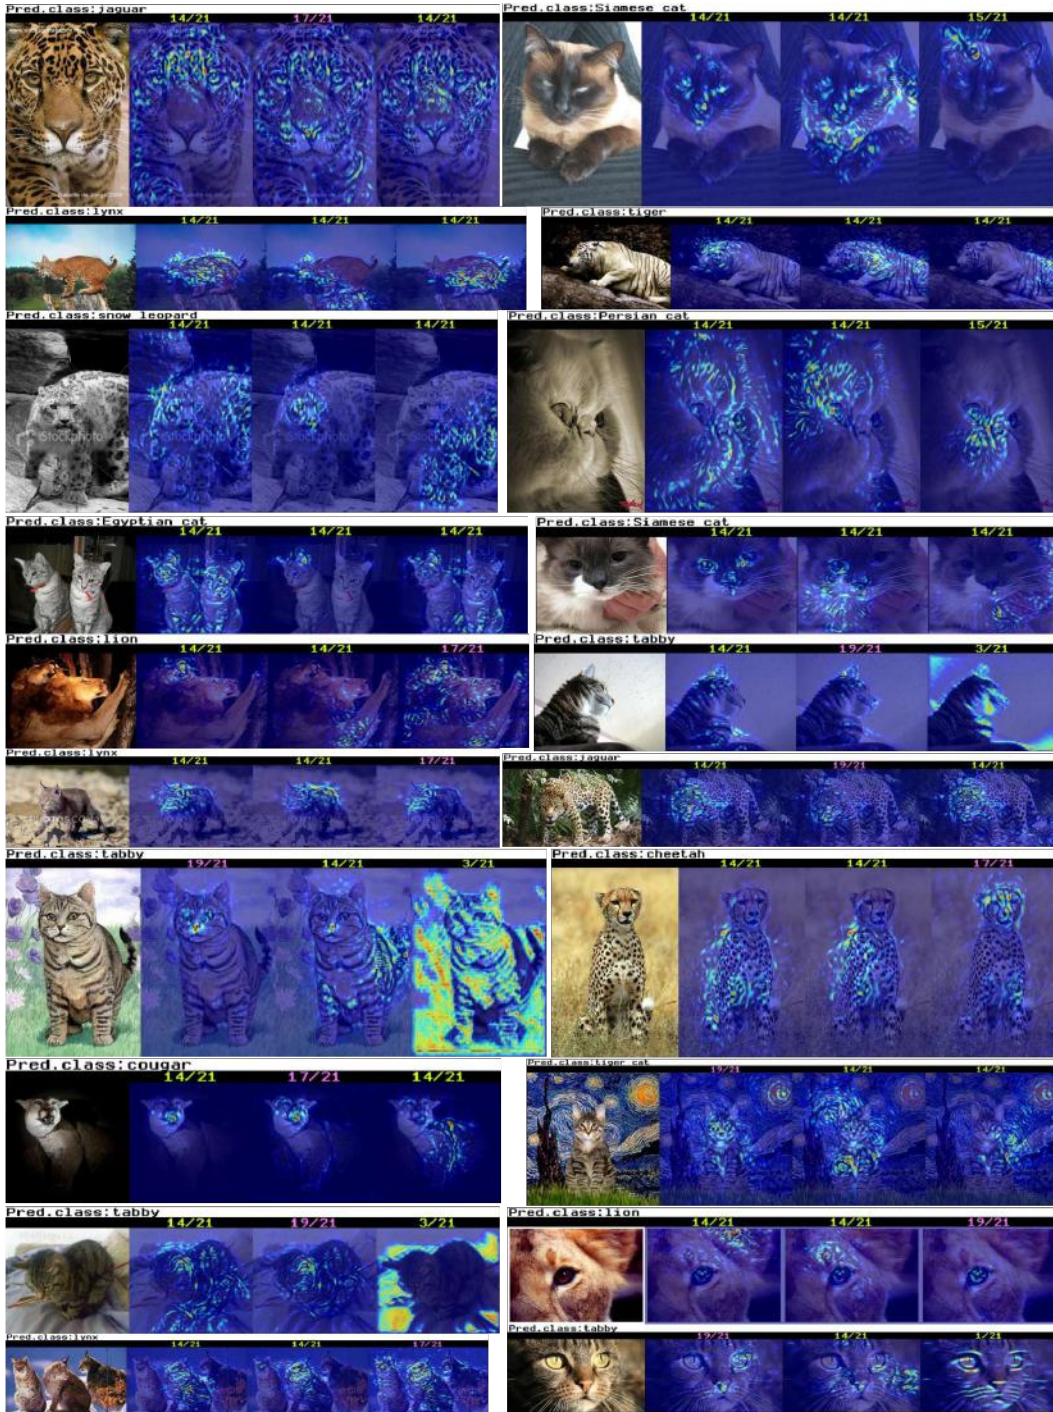 Pred.class:jaguar
14/21 17/21 14/21
Pred.class:Siamese cat
14/21 14/21 15/21
Pred.class:lynx
14/21 14/21 14/21
Pred.class:tiger
14/21 14/21 14/21
Pred.class:snow leopard
14/21 14/21 14/21
iStockphoto
Pred.class:Persian cat
14/21 14/21 15/21
Pred.class:Egyptian cat
14/21 14/21 14/21
Pred.class:Siamese cat
14/21 14/21 14/21
Pred.class:lion
14/21 14/21 17/21
Pred.class:tabby
14/21 19/21 3/21
Pred.class:lynx
14/21 14/21 17/21
Pred.class:jaguar
14/21 19/21 14/21
Pred.class:tabby
19/21 14/21 3/21
Pred.class:cheetah
14/21 14/21 17/21
Pred.class:cougar
14/21 17/21 14/21
Pred.class:tiger cat
19/21 14/21 14/21
Pred.class:tabby
14/21 19/21 3/21
Pred.class:lion
14/21 14/21 19/21
Pred.class:lynx
14/21 14/21 17/21
Pred.class:tabby
19/21 14/21 1/21